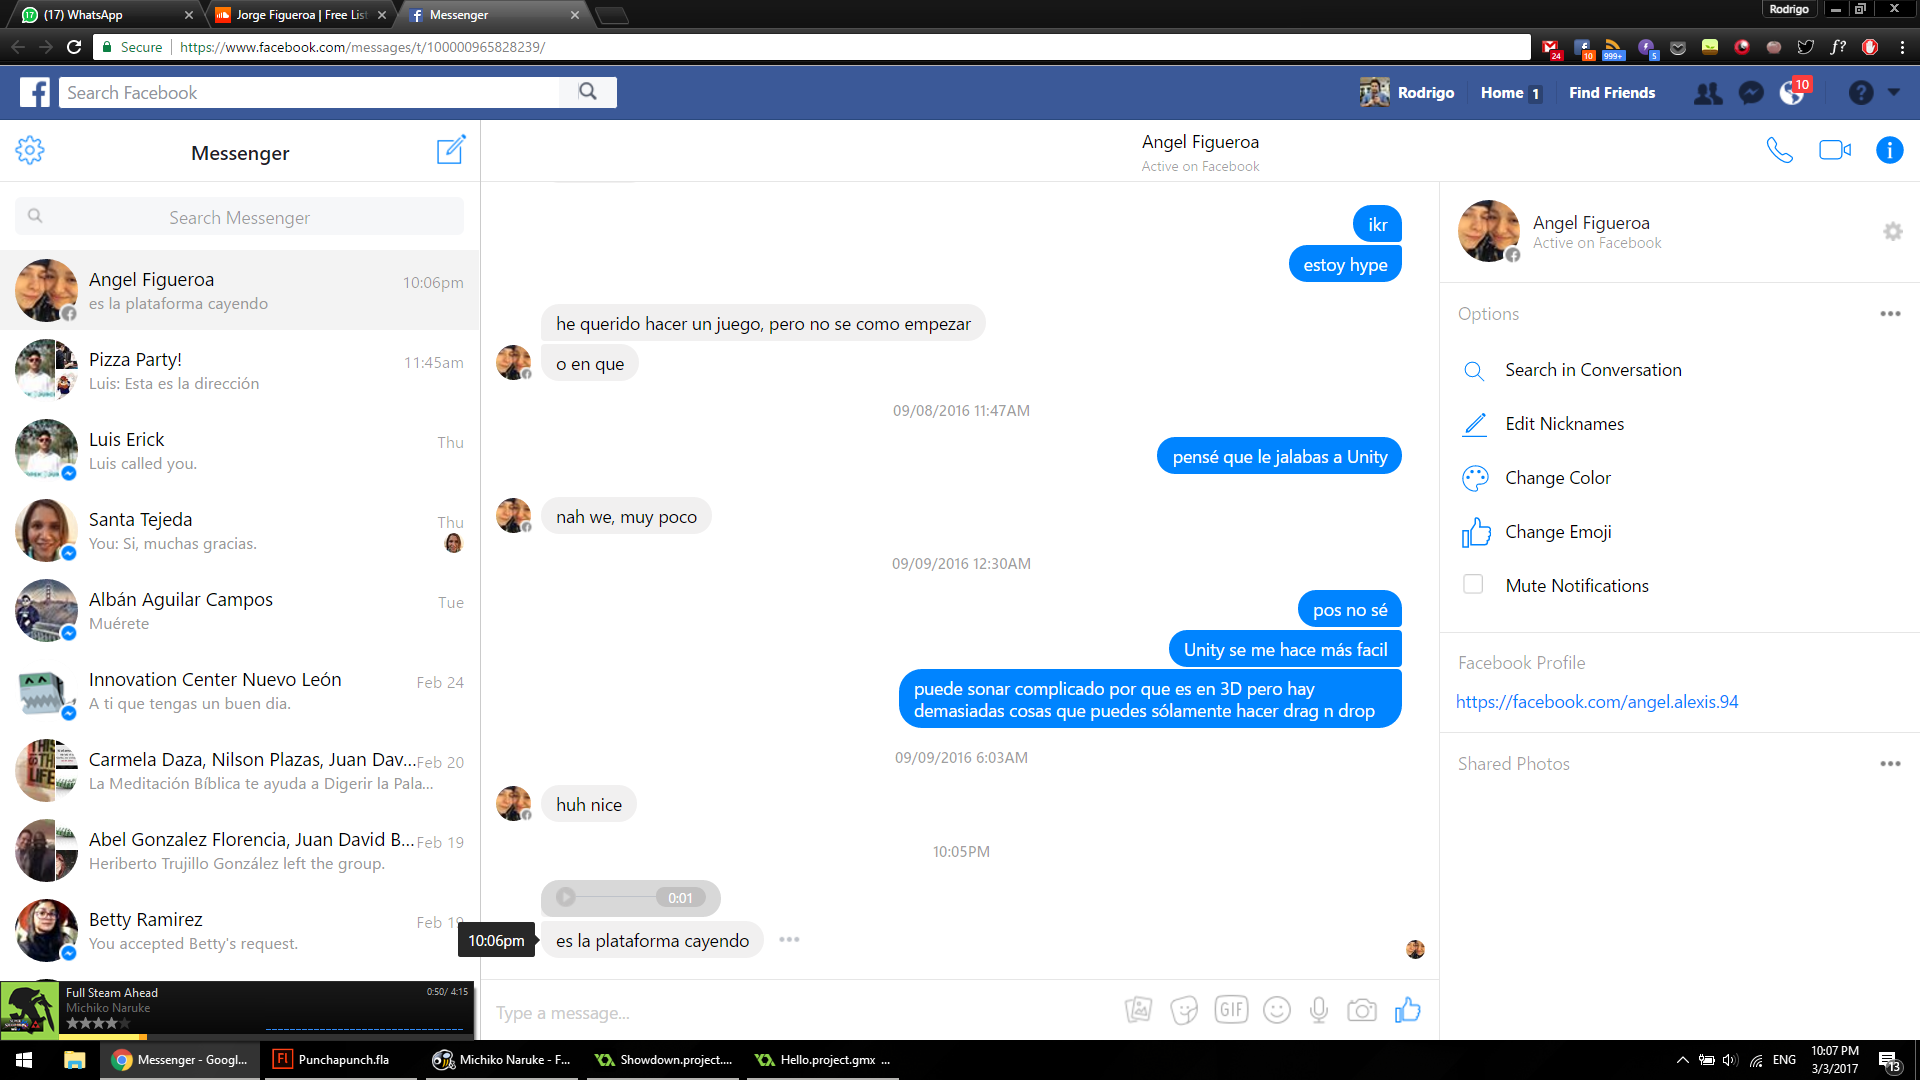 (17) WhatsApp
Jorge Figueroa | Free List
Messenger
Rodrigo
Secure
https://www.facebook.com/messages/t/100000965828239/
24
10
999+
5
f?
Search Facebook
Rodrigo
Home 1
Find Friends
10
Messenger
Search Messenger
Angel Figueroa
10:06pm
es la plataforma cayendo
Pizza Party!
11:45am
Luis: Esta es la dirección
Luis Erick
Thu
Luis called you.
Santa Tejeda
Thu
You: Si, muchas gracias.
Albán Aguilar Campos
Tue
Muérete
Innovation Center Nuevo León
Feb 24
A ti que tengas un buen dia.
Carmela Daza, Nilson Plazas, Juan Dav...
Feb 20
La Meditación Bíblica te ayuda a Digerir la Pala...
Abel Gonzalez Florencia, Juan David B...
Feb 19
Heriberto Trujillo González left the group.
Betty Ramirez
Feb 19
You accepted Betty's request.
Angel Figueroa
Active on Facebook
ikr
estoy hype
he querido hacer un juego, pero no se como empezar
o en que
09/08/2016 11:47AM
pensé que le jalabas a Unity
nah we, muy poco
09/09/2016 12:30AM
pos no sé
Unity se me hace más facil
puede sonar complicado por que es en 3D pero hay
demasiadas cosas que puedes sólamente hacer drag n drop
09/09/2016 6:03AM
huh nice
10:05PM
0:01
10:06pm
es la plataforma cayendo
Type a message...
GIF
Angel Figueroa
Active on Facebook
Options
Search in Conversation
Edit Nicknames
Change Color
Change Emoji
Mute Notifications
Facebook Profile
https://facebook.com/angel.alexis.94
Shared Photos
Full Steam Ahead
0:50/ 4:15
Michiko Naruke
Messenger - Googl...
Fl
Punchapunch.fla
Michiko Naruke - F...
Showdown.project....
Hello.project.gmx ...
ENG
10:07 PM
3/3/2017
13